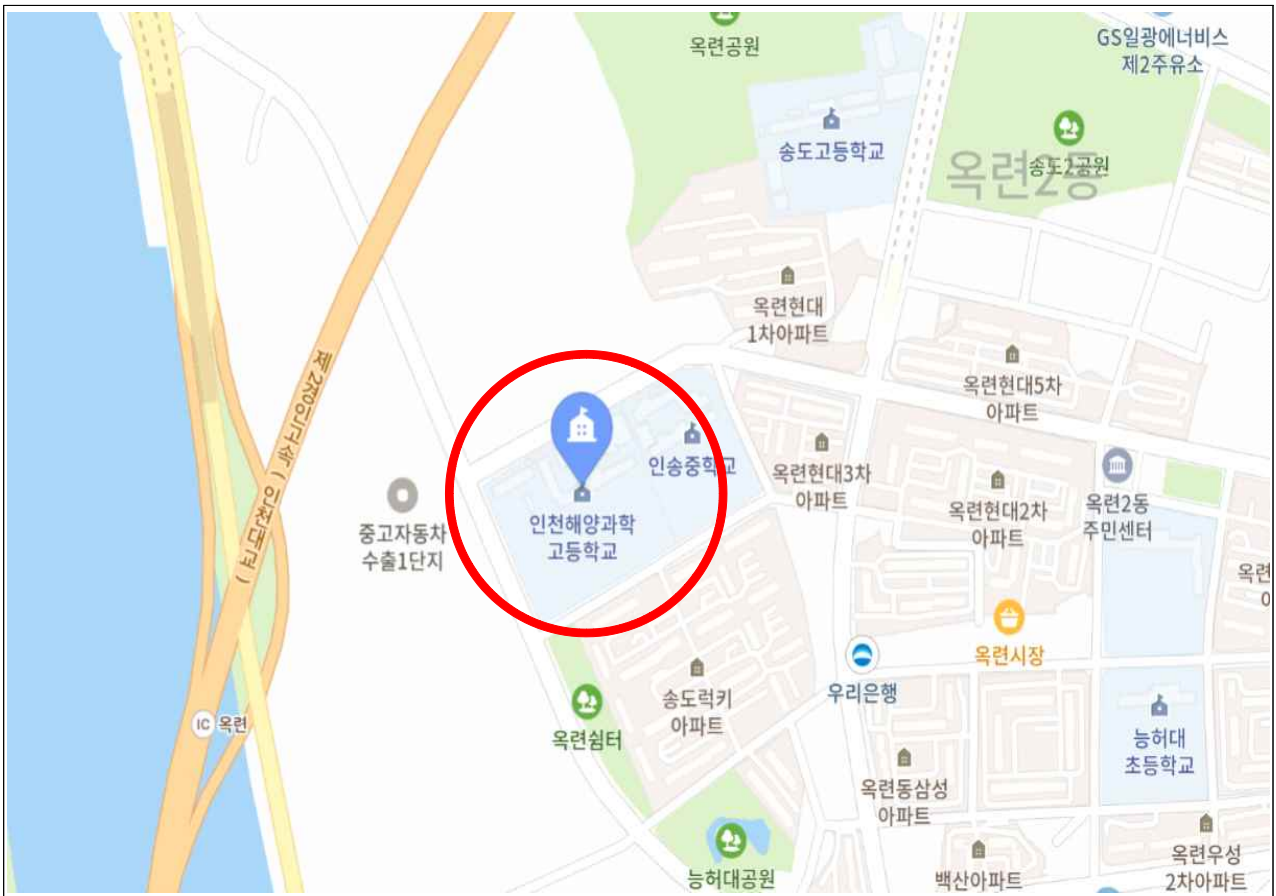 옥련공원
GS일광에너비스
제2주유소
송도고등학교
옥련2동
송도2공원
옥련현대
1차아파트
제2경인고속(인천대교)
옥련현대5차
아파트
인송중학교
옥련현대3차
아파트
옥련현대2차
아파트
옥련2동
주민센터
중고자동차
수출1단지
인천해양과학
고등학교
옥련
옥련시장
송도럭키
아파트
우리은행
IC 옥련
옥련쉼터
능허대
초등학교
옥련동삼성
아파트
능허대공원
백산아파트
옥련우성
2차아파트